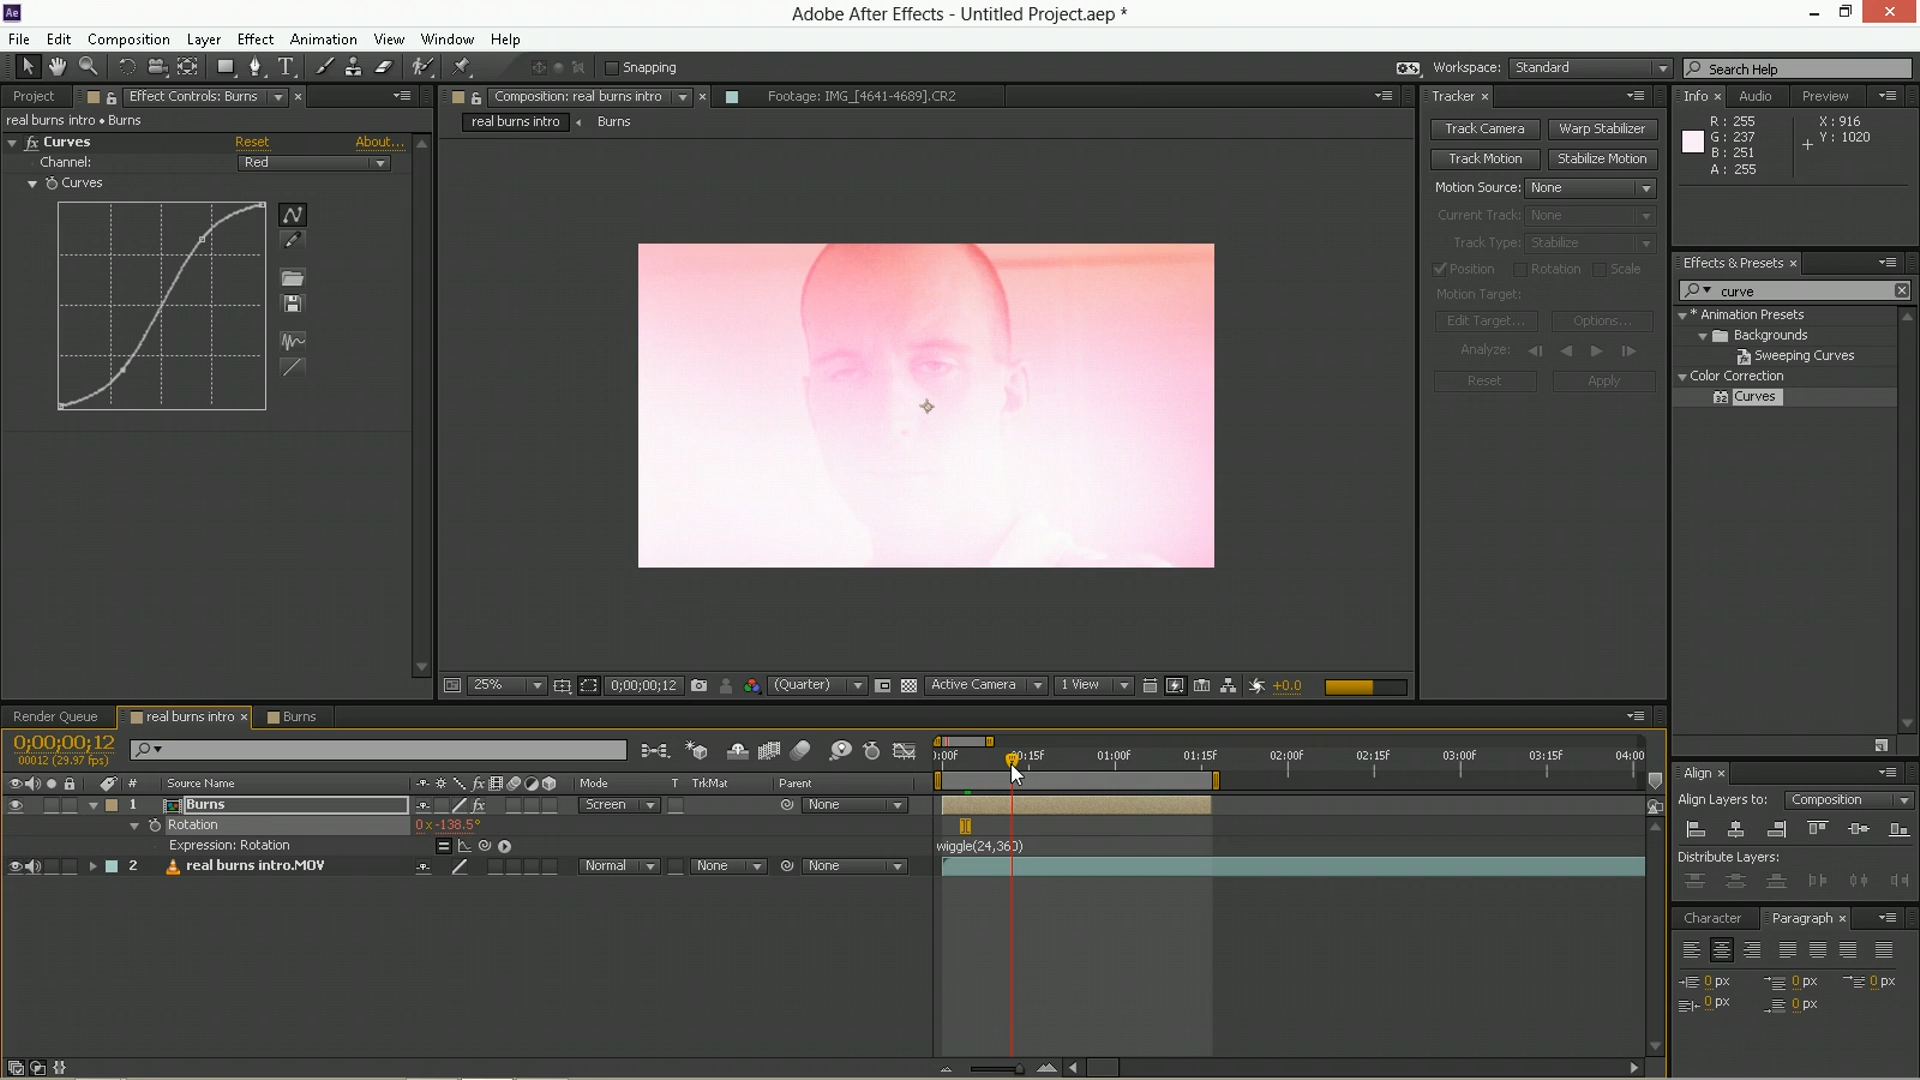 Ae Adobe After Effects - Untitled Project.aep *
File Edit Composition Layer Effect Animation View Window Help
T Snapping Workspace: Standard Search Help
Project Effect Controls: Burns × Composition: real burns intro × Footage: IMG_[4641-4689].CR2 Tracker × Info × Audio Preview
real burns intro • Burns
real burns intro Burns
fx Curves Reset About...
Channel: Red
Curves
Track Camera Warp Stabilizer
Track Motion Stabilize Motion
Motion Source: None
Current Track: None
Track Type: Stabilize
Position Rotation Scale
Motion Target:
Edit Target... Options...
Analyze:
Reset Apply
R: 255 X: 916
G: 237 Y: 1020
B: 251
A: 255
Effects & Presets ×
curve
* Animation Presets
Backgrounds
Sweeping Curves
Color Correction
Curves
25% 0;00;00;12 (Quarter) Active Camera 1 View +0.0
Render Queue real burns intro × Burns
0;00;00;12
00012 (29.97 fps)
):00F 0:15F 01:00F 01:15F 02:00F 02:15F 03:00F 03:15F 04:00
# Source Name fx Mode T TrkMat Parent
1 Burns fx Screen None
Rotation 0x-138.5°
Expression: Rotation wiggle(24,360)
2 real burns intro.MOV Normal None None
Align ×
Align Layers to: Composition
Distribute Layers:
Character Paragraph ×
0 px 0 px 0 px
0 px 0 px